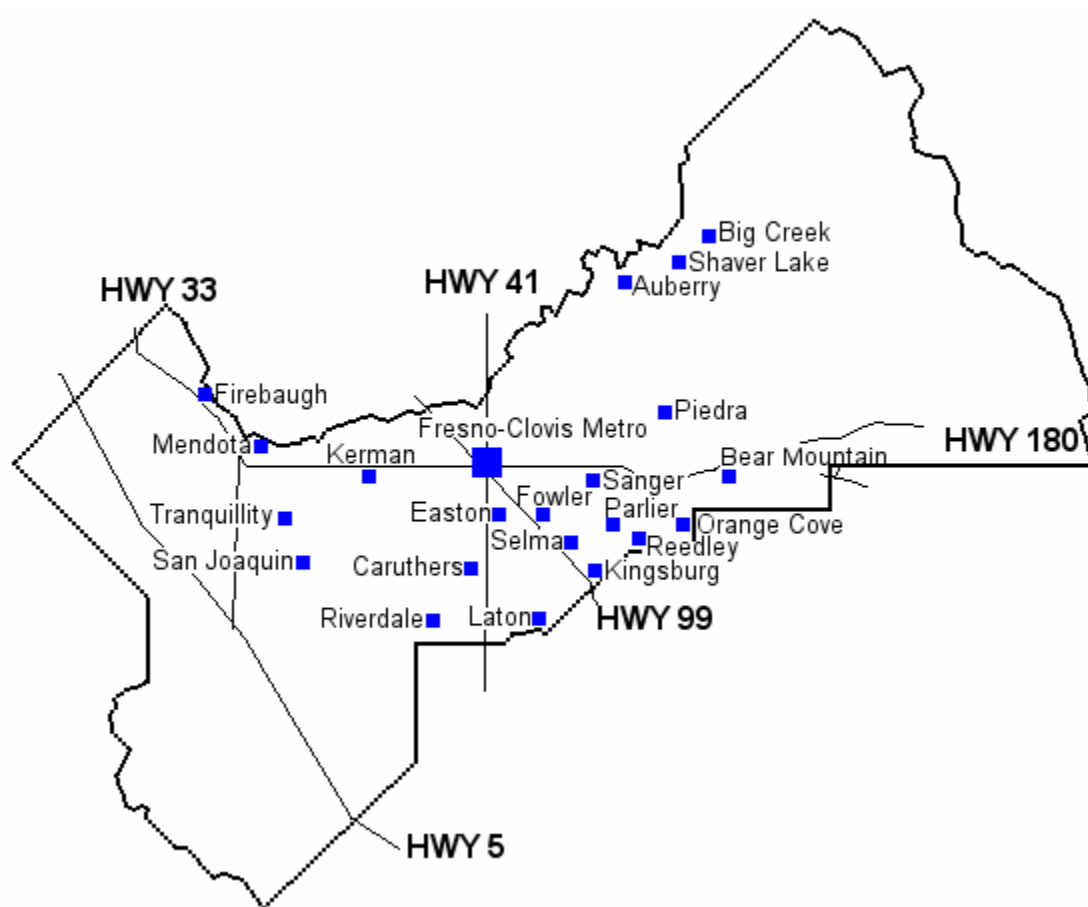 Big Creek
Shaver Lake
HWY 33
HWY 41
Auberry
Firebaugh
Piedra
Fresno-Clovis Metro
Mendota
HWY 180
Kerman
Bear Mountain
Sanger
Fowler
Tranquillity
Easton
Parlier
Orange Cove
Selma
Reedley
San Joaquin
Caruthers
Kingsburg
Riverdale
Laton
HWY 99
HWY 5